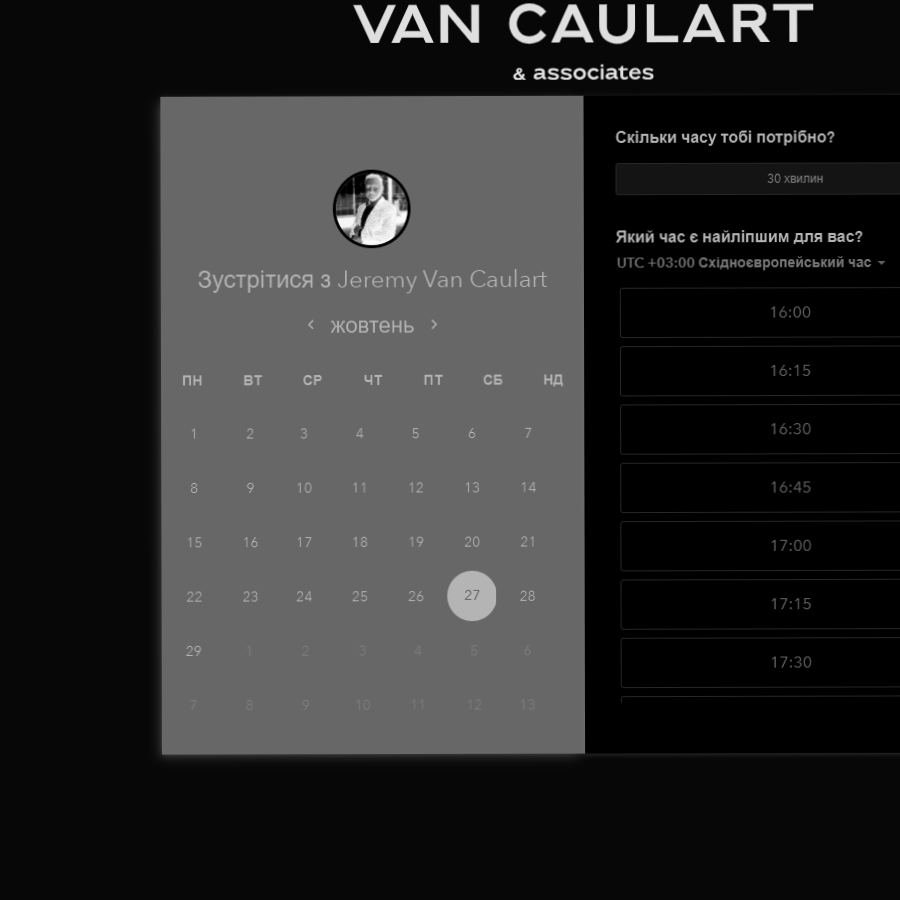 VAN CAULART
& associates
Зустрітися з Jeremy Van Caulart
‹ жовтень ›
ПН ВТ СР ЧТ ПТ СБ НД
1 2 3 4 5 6 7
8 9 10 11 12 13 14
15 16 17 18 19 20 21
22 23 24 25 26 27 28
29 1 2 3 4 5 6
7 8 9 10 11 12 13
Скільки часу тобі потрібно?
30 хвилин
Який час є найліпшим для вас?
UTC +03:00 Східноєвропейський час
16:00
16:15
16:30
16:45
17:00
17:15
17:30